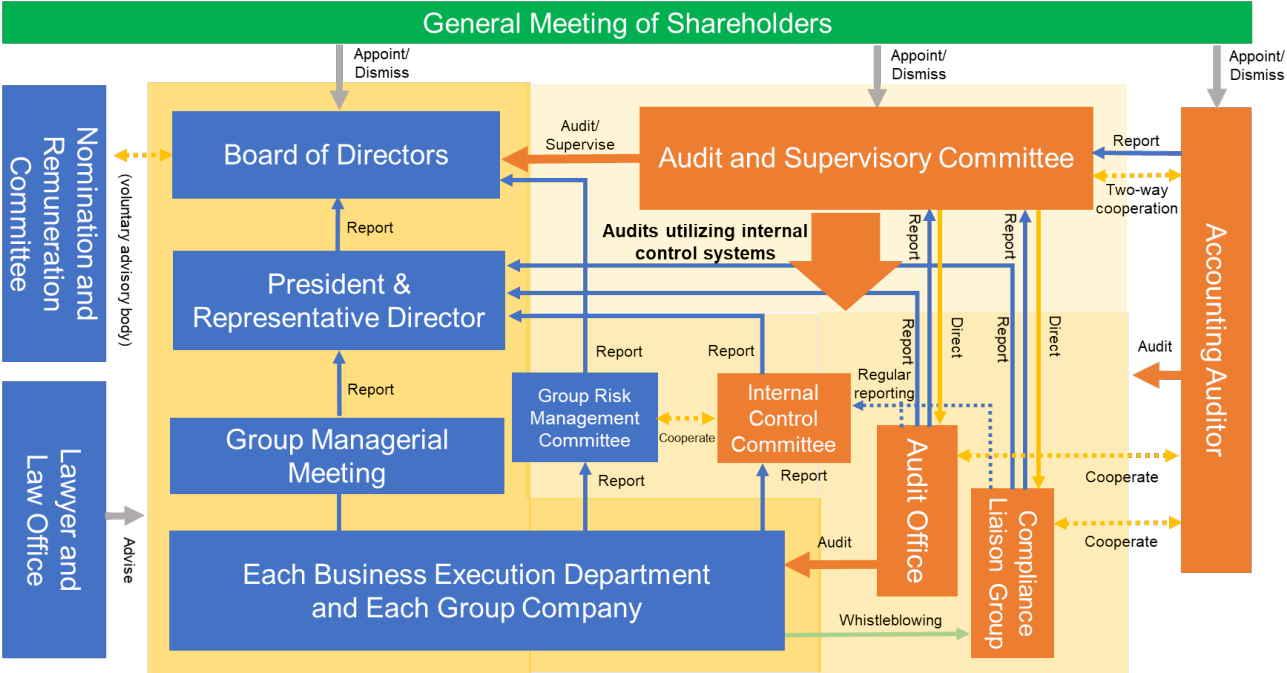 General Meeting of Shareholders
Appoint/
Dismiss
Appoint/
Dismiss
Appoint/
Dismiss
Nomination and
Remuneration
Committee
(voluntary advisory body)
Board of Directors
Audit/
Supervise
Audit and Supervisory Committee
Report
Two-way
cooperation
Accounting Auditor
Report
Audits utilizing internal
control systems
Report
Report
President &
Representative Director
Report
Report
Report
Direct
Report
Direct
Audit
Report
Regular
reporting
Group Risk
Management
Committee
Cooperate
Internal
Control
Committee
Group Managerial
Meeting
Lawyer and
Law Office
Advise
Report
Report
Audit Office
Cooperate
Compliance
Liaison Group
Cooperate
Audit
Each Business Execution Department
and Each Group Company
Whistleblowing